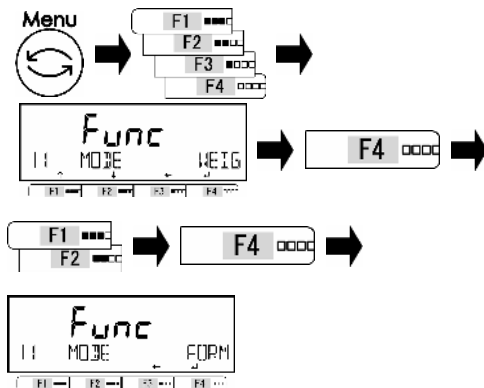 Menu
F1
F2
F3
F4
Func
11 MODE WEIG
F1 F2 F3 F4
F4
F1
F2
F4
Func
11 MODE FORM
F1 F2 F3 F4